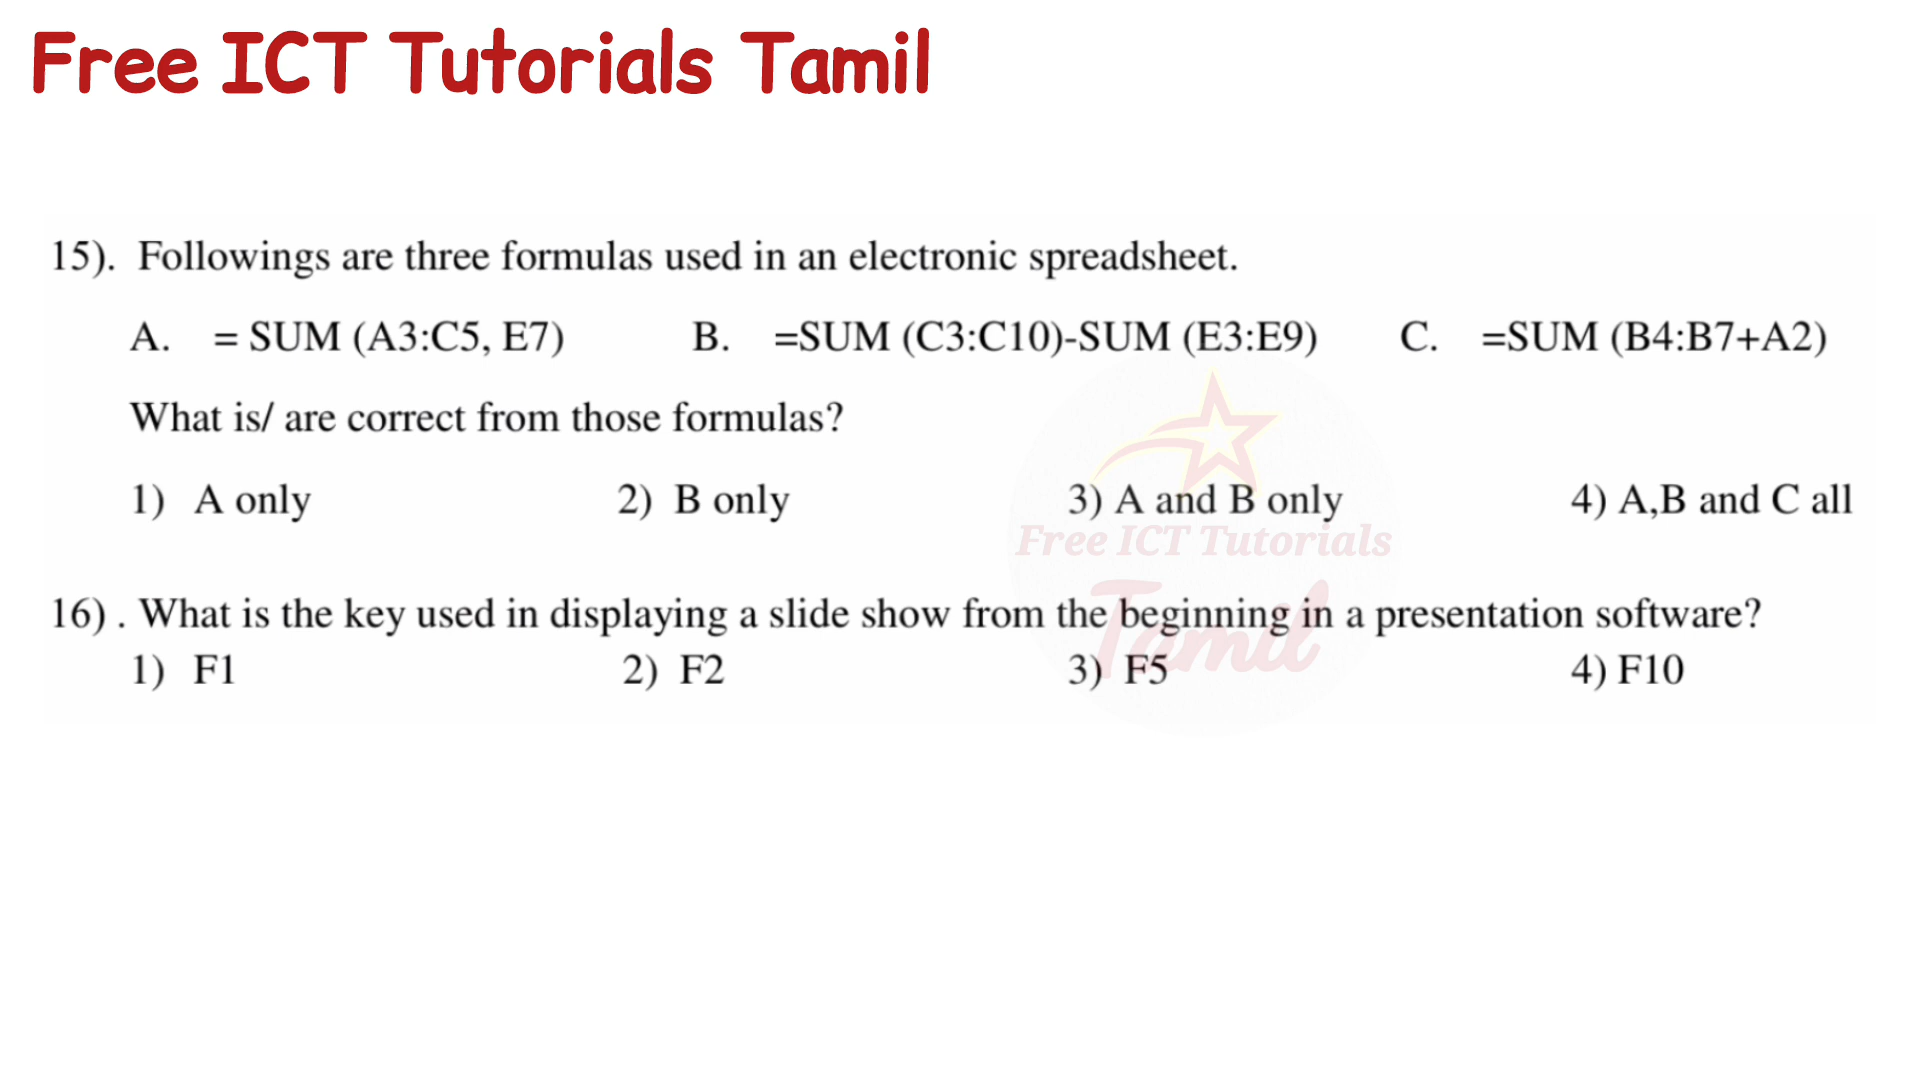 Free ICT Tutorials Tamil
15). Followings are three formulas used in an electronic spreadsheet.
A. = SUM (A3:C5, E7) B. =SUM (C3:C10)-SUM (E3:E9) C. =SUM (B4:B7+A2)
What is/ are correct from those formulas?
1) A only 2) B only 3) A and B only 4) A,B and C all
Free ICT Tutorials
Tamil
16) . What is the key used in displaying a slide show from the beginning in a presentation software?
1) F1 2) F2 3) F5 4) F10